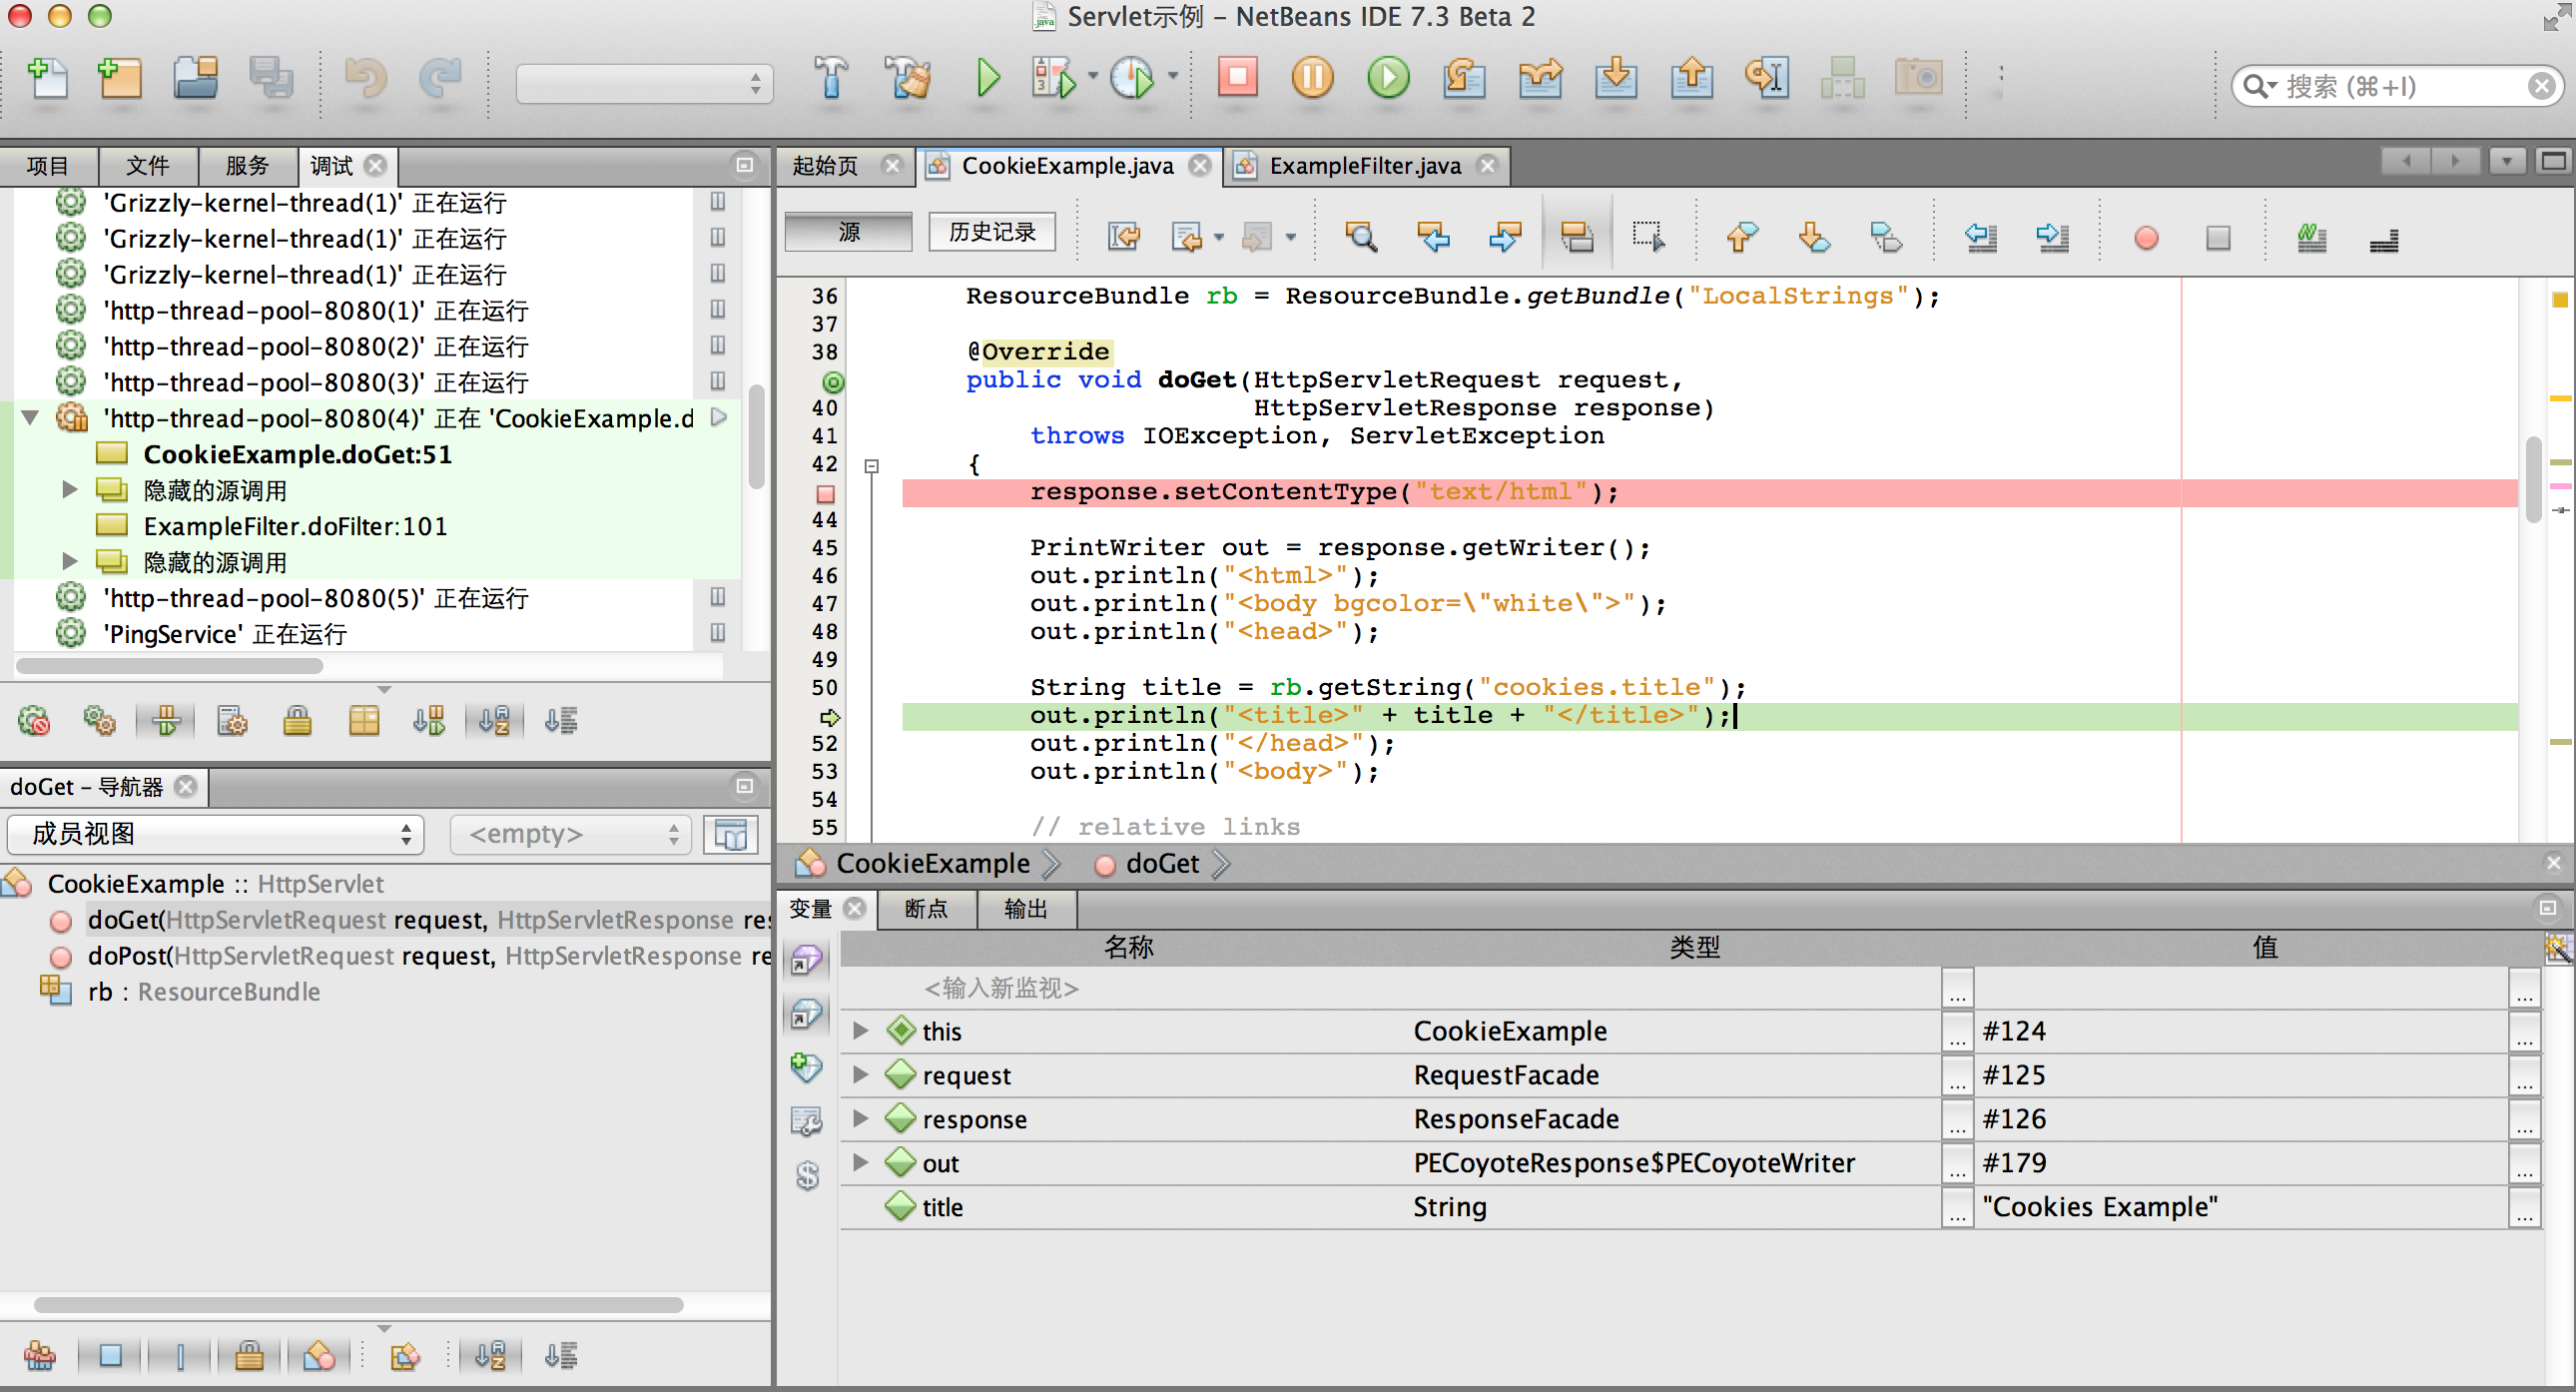 Servlet示例 – NetBeans IDE 7.3 Beta 2
搜索 (⌘+I)
项目 文件 服务 调试
'Grizzly-kernel-thread(1)' 正在运行
'Grizzly-kernel-thread(1)' 正在运行
'Grizzly-kernel-thread(1)' 正在运行
'http-thread-pool-8080(1)' 正在运行
'http-thread-pool-8080(2)' 正在运行
'http-thread-pool-8080(3)' 正在运行
'http-thread-pool-8080(4)' 正在 'CookieExample.d
CookieExample.doGet:51
隐藏的源调用
ExampleFilter.doFilter:101
隐藏的源调用
'http-thread-pool-8080(5)' 正在运行
'PingService' 正在运行
doGet – 导航器
成员视图 <empty>
CookieExample :: HttpServlet
doGet(HttpServletRequest request, HttpServletResponse res
doPost(HttpServletRequest request, HttpServletResponse re
rb : ResourceBundle
起始页 CookieExample.java ExampleFilter.java
源 历史记录
36 ResourceBundle rb = ResourceBundle.getBundle("LocalStrings");
37
38 @Override
public void doGet(HttpServletRequest request,
40 HttpServletResponse response)
41 throws IOException, ServletException
42 {
response.setContentType("text/html");
44
45 PrintWriter out = response.getWriter();
46 out.println("<html>");
47 out.println("<body bgcolor=\"white\">");
48 out.println("<head>");
49
50 String title = rb.getString("cookies.title");
out.println("<title>" + title + "</title>");
52 out.println("</head>");
53 out.println("<body>");
54
55 // relative links
CookieExample doGet
变量 断点 输出
名称 类型 值
<输入新监视> ... ...
this CookieExample ... #124 ...
request RequestFacade ... #125 ...
response ResponseFacade ... #126 ...
out PECoyoteResponse$PECoyoteWriter ... #179 ...
title String ... "Cookies Example" ...